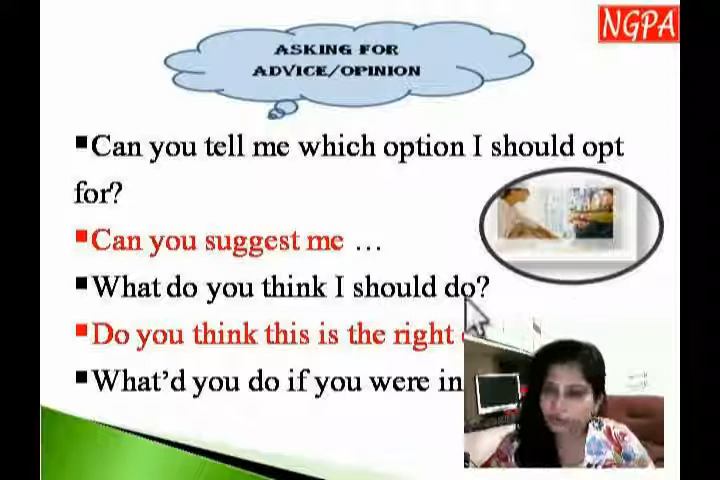 NGPA
ASKING FOR
ADVICE/OPINION
Can you tell me which option I should opt
for?
Can you suggest me ...
What do you think I should do?
Do you think this is the right
What'd you do if you were in